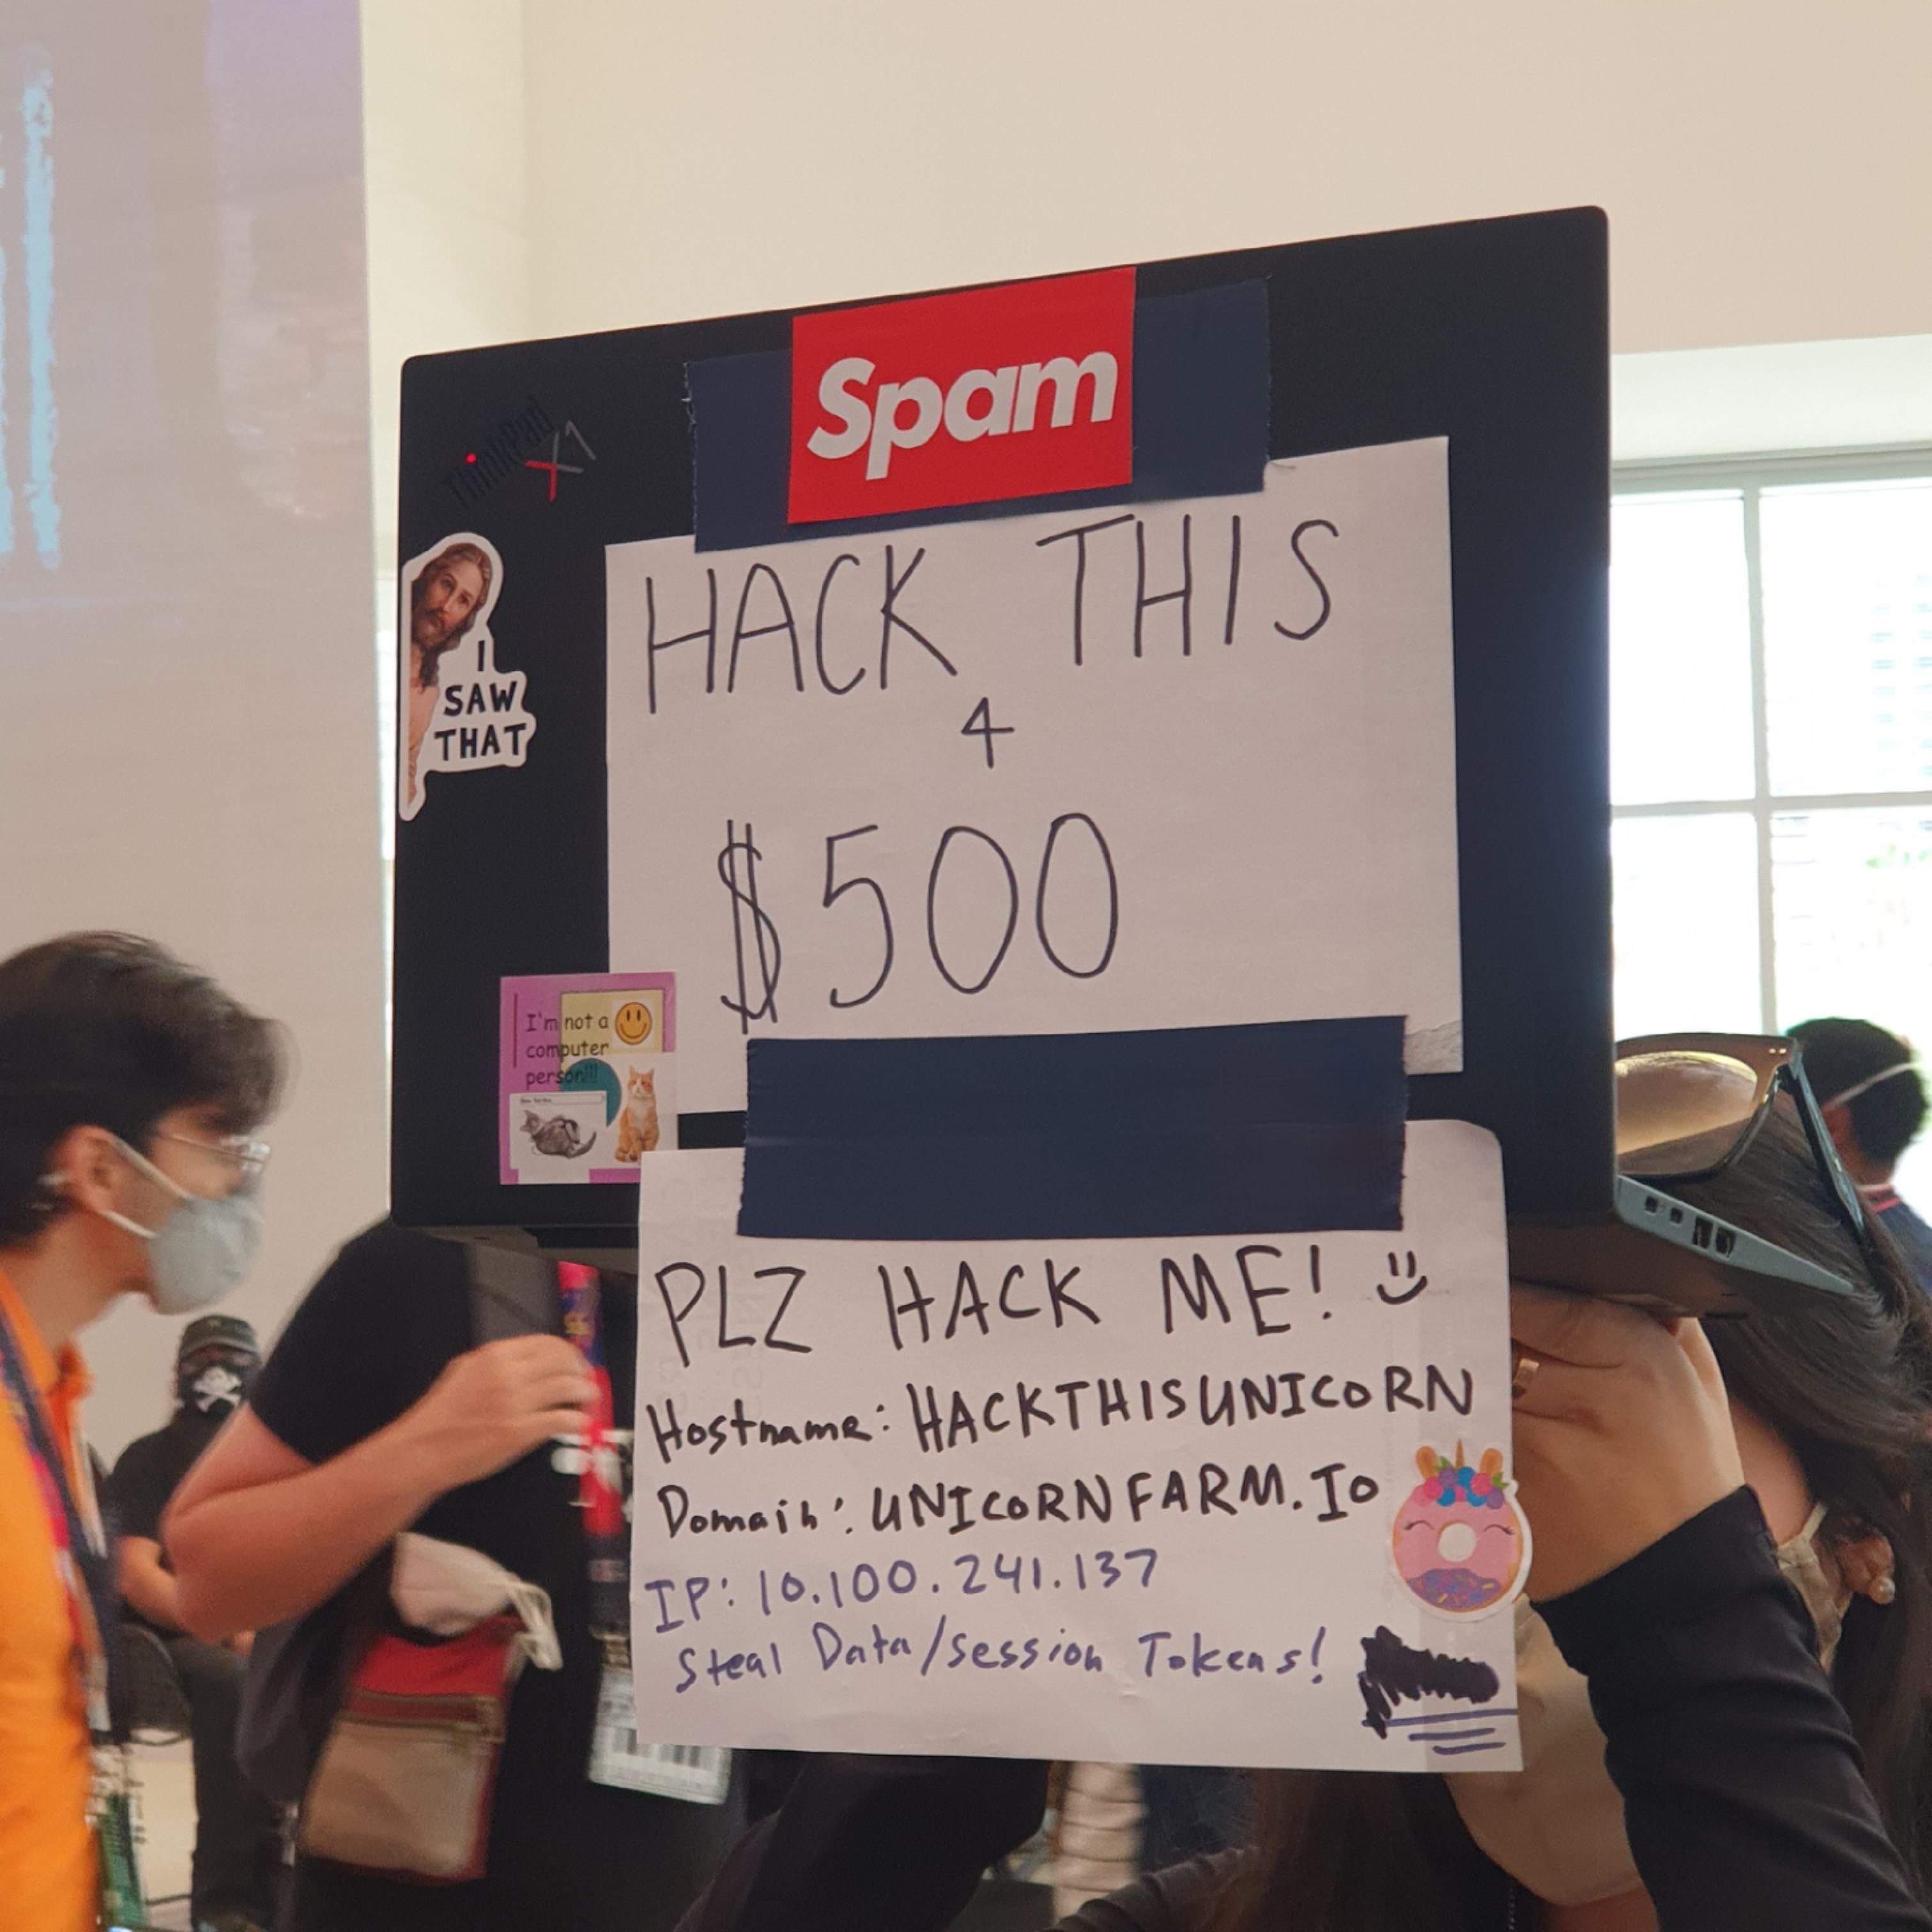 Spam
ThinkPad X1
HACK THIS
4
$500
I
SAW
THAT
I'm not a
computer
person!!!
PLZ HACK ME!
Hostname: HACKTHISUNICORN
Domain: UNICORNFARM.IO
IP: 10.100.241.137
Steal Data/session Tokens!